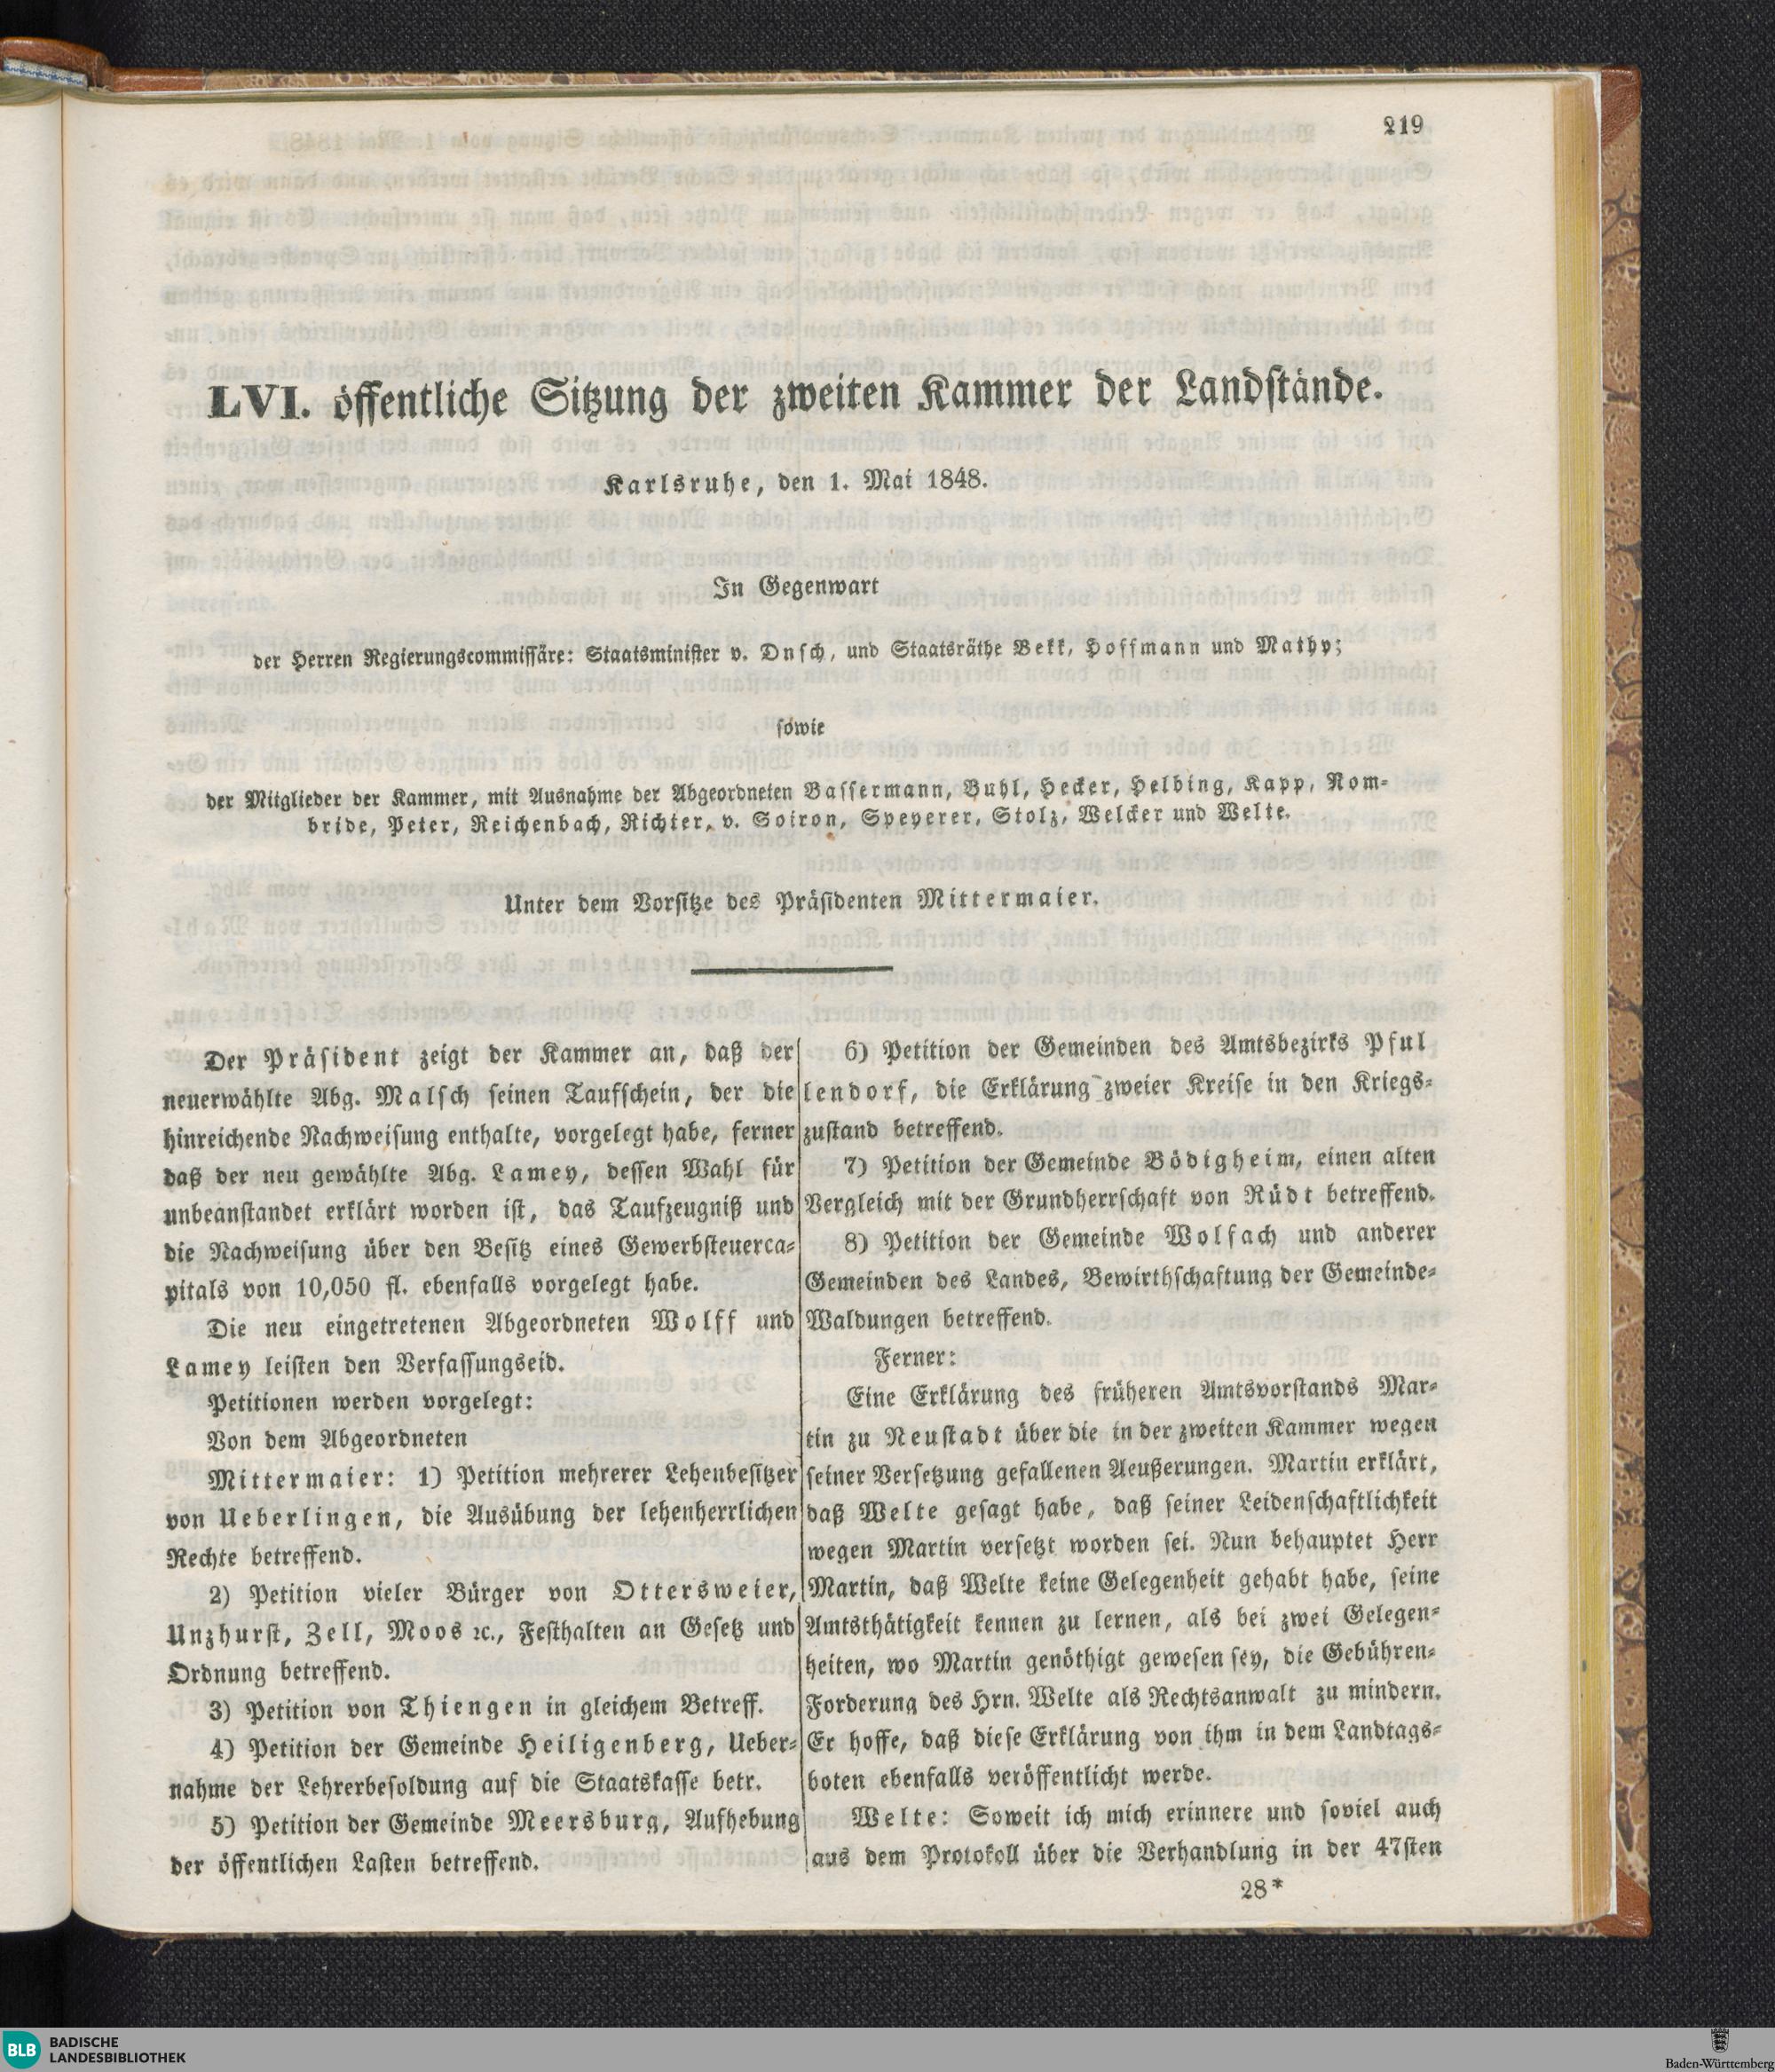 219
LVI. öffentliche Sitzung der zweiten Kammer der Landstände.
Karlsruhe, den 1. Mai 1848.
In Gegenwart
der Herren Regierungscommissäre: Staatsminister v. Dusch, und Staatsräthe Bekk, Hoffmann und Mathy;
sowie
der Mitglieder der Kammer, mit Ausnahme der Abgeordneten Bassermann, Buhl, Hecker, Helbing, Kapp, Nom-
bride, Peter, Reichenbach, Richter, v. Soiron, Speyerer, Stolz, Welcker und Welte.
Unter dem Vorsitze des Präsidenten Mittermaier.
Der Präsident zeigt der Kammer an, daß der
neuerwählte Abg. Malsch seinen Taufschein, der die
hinreichende Nachweisung enthalte, vorgelegt habe, ferner
daß der neu gewählte Abg. Lamey, dessen Wahl für
unbeanstandet erklärt worden ist, das Taufzeugniß und
die Nachweisung über den Besitz eines Gewerbsteuerca-
pitals von 10,050 fl. ebenfalls vorgelegt habe.
Die neu eingetretenen Abgeordneten Wolff und
Lamey leisten den Verfassungseid.
Petitionen werden vorgelegt:
Von dem Abgeordneten
Mittermaier: 1) Petition mehrerer Lehenbesitzer
von Ueberlingen, die Ausübung der lehenherrlichen
Rechte betreffend.
2) Petition vieler Bürger von Ottersweier,
Unzhurst, Zell, Moos ꝛc., Festhalten an Gesetz und
Ordnung betreffend.
3) Petition von Thiengen in gleichem Betreff.
4) Petition der Gemeinde Heiligenberg, Ueber-
nahme der Lehrerbesoldung auf die Staatskasse betr.
5) Petition der Gemeinde Meersburg, Aufhebung
der öffentlichen Lasten betreffend.
6) Petition der Gemeinden des Amtsbezirks Pful
lendorf, die Erklärung zweier Kreise in den Kriegs-
zustand betreffend.
7) Petition der Gemeinde Bödigheim, einen alten
Vergleich mit der Grundherrschaft von Rüdt betreffend.
8) Petition der Gemeinde Wolfach und anderer
Gemeinden des Landes, Bewirthschaftung der Gemeinde-
Waldungen betreffend.
Ferner:
Eine Erklärung des früheren Amtsvorstands Mar-
tin zu Neustadt über die in der zweiten Kammer wegen
seiner Versetzung gefallenen Aeußerungen. Martin erklärt,
daß Welte gesagt habe, daß seiner Leidenschaftlichkeit
wegen Martin versetzt worden sei. Nun behauptet Herr
Martin, daß Welte keine Gelegenheit gehabt habe, seine
Amtsthätigkeit kennen zu lernen, als bei zwei Gelegen-
heiten, wo Martin genöthigt gewesen sey, die Gebühren-
Forderung des Hrn. Welte als Rechtsanwalt zu mindern.
Er hoffe, daß diese Erklärung von ihm in dem Landtags-
boten ebenfalls veröffentlicht werde.
Welte: Soweit ich mich erinnere und soviel auch
aus dem Protokoll über die Verhandlung in der 47sten
28*
BLB BADISCHE
LANDESBIBLIOTHEK
Baden-Württemberg